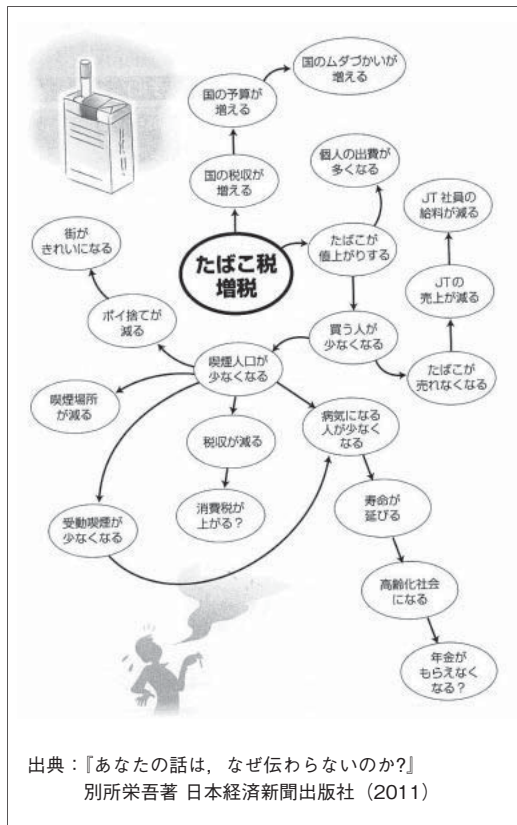 国のムダづかいが
増える
国の予算が
増える
個人の出費が
多くなる
国の税収が
増える
JT社員の
給料が減る
街が
きれいになる
たばこ税
増税
たばこが
値上がりする
JTの
売上が減る
ポイ捨てが
減る
買う人が
少なくなる
喫煙人口が
少なくなる
たばこが
売れなくなる
喫煙場所
が減る
病気になる
人が少なく
なる
税収が減る
寿命が
延びる
消費税が
上がる?
受動喫煙が
少なくなる
高齢化社会
になる
年金が
もらえなく
なる?
出典:『あなたの話は,なぜ伝わらないのか?』
別所栄吾著 日本経済新聞出版社(2011)